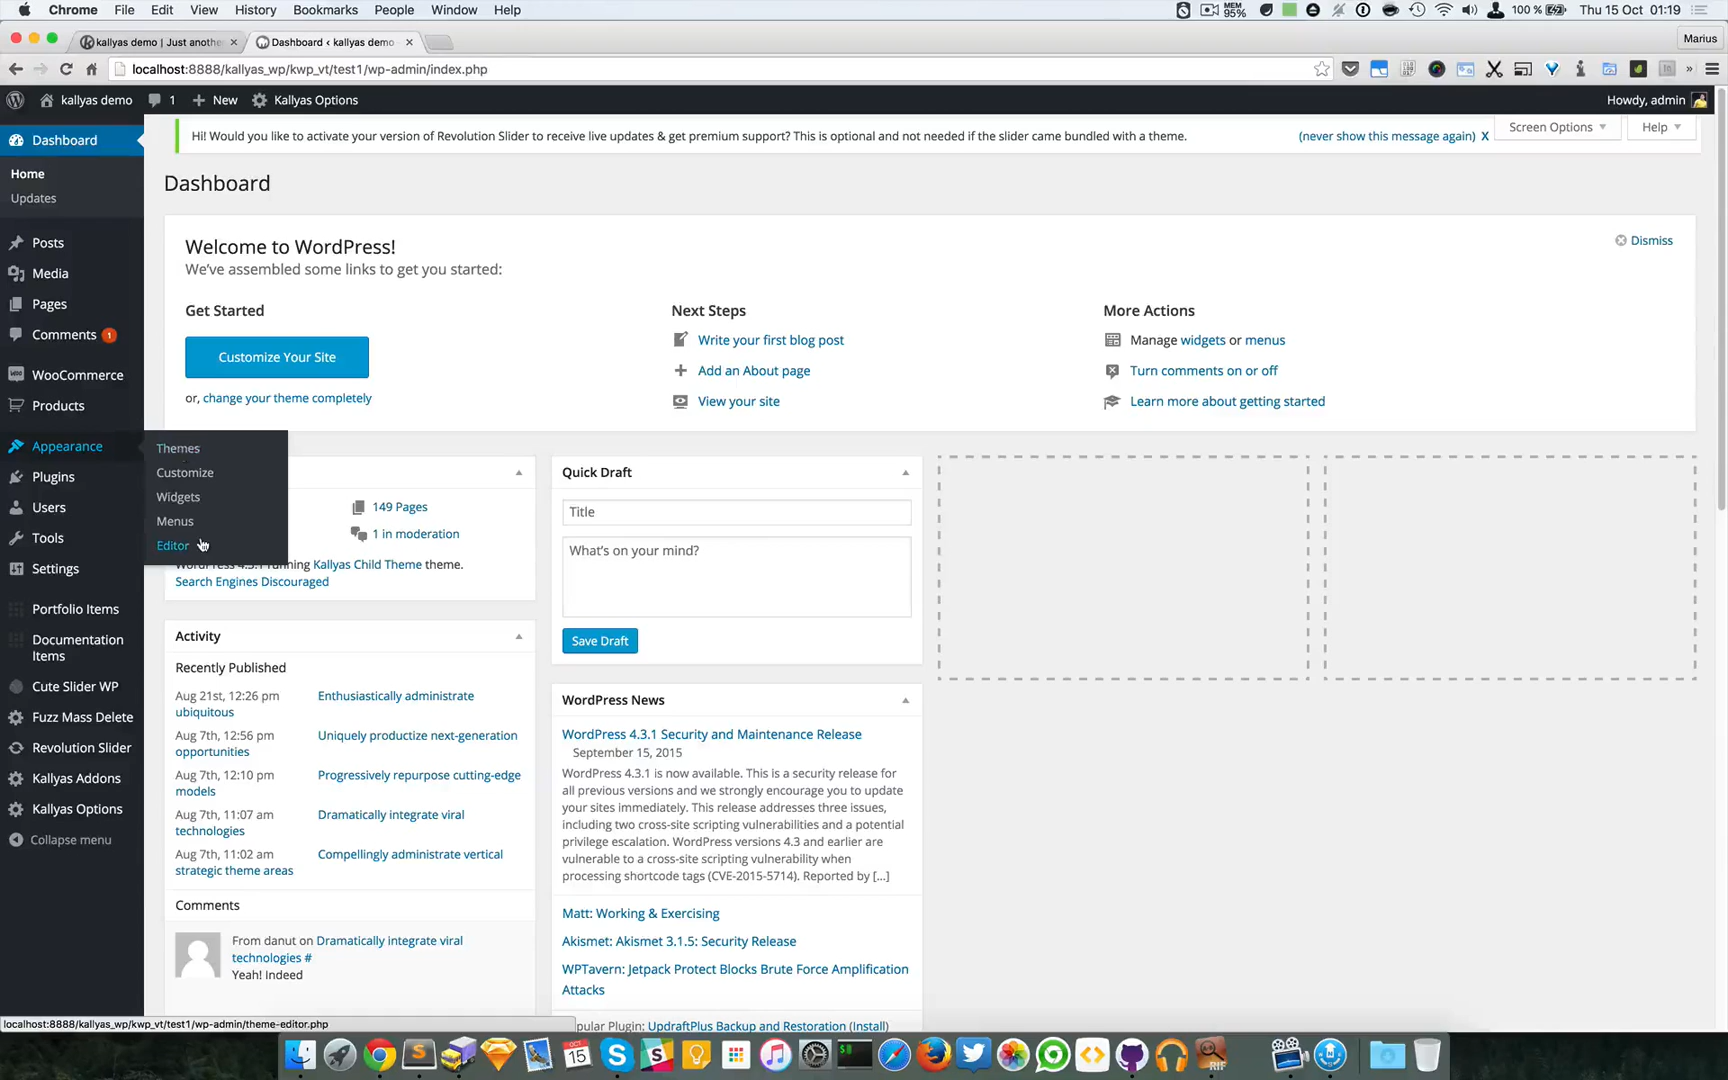 Chrome File Edit View History Bookmarks People Window Help
MEM 95% 100 % Thu 15 Oct 01:19
kallyas demo | Just anothe
Dashboard ‹ kallyas demo
Marius
localhost:8888/kallyas_wp/kwp_vt/test1/wp-admin/index.php
kallyas demo 1 New Kallyas Options
Howdy, admin
Dashboard
Home
Updates
Posts
Media
Pages
Comments 1
WooCommerce
Products
Appearance
Plugins
Users
Tools
Settings
Portfolio Items
Documentation
Items
Cute Slider WP
Fuzz Mass Delete
Revolution Slider
Kallyas Addons
Kallyas Options
Collapse menu
Themes
Customize
Widgets
Menus
Editor
Hi! Would you like to activate your version of Revolution Slider to receive live updates & get premium support? This is optional and not needed if the slider came bundled with a theme.
(never show this message again) X
Screen Options
Help
Dashboard
Welcome to WordPress!
We've assembled some links to get you started:
Dismiss
Get Started
Customize Your Site
or, change your theme completely
Next Steps
Write your first blog post
Add an About page
View your site
More Actions
Manage widgets or menus
Turn comments on or off
Learn more about getting started
149 Pages
1 in moderation
WordPress 4.3.1 running Kallyas Child Theme theme.
Search Engines Discouraged
Activity
Recently Published
Aug 21st, 12:26 pm Enthusiastically administrate
ubiquitous
Aug 7th, 12:56 pm Uniquely productize next-generation
opportunities
Aug 7th, 12:10 pm Progressively repurpose cutting-edge
models
Aug 7th, 11:07 am Dramatically integrate viral
technologies
Aug 7th, 11:02 am Compellingly administrate vertical
strategic theme areas
Comments
From danut on Dramatically integrate viral
technologies #
Yeah! Indeed
Quick Draft
Title
What's on your mind?
Save Draft
WordPress News
WordPress 4.3.1 Security and Maintenance Release
September 15, 2015
WordPress 4.3.1 is now available. This is a security release for
all previous versions and we strongly encourage you to update
your sites immediately. This release addresses three issues,
including two cross-site scripting vulnerabilities and a potential
privilege escalation. WordPress versions 4.3 and earlier are
vulnerable to a cross-site scripting vulnerability when
processing shortcode tags (CVE-2015-5714). Reported by [...]
Matt: Working & Exercising
Akismet: Akismet 3.1.5: Security Release
WPTavern: Jetpack Protect Blocks Brute Force Amplification
Attacks
opular Plugin: UpdraftPlus Backup and Restoration (Install)
localhost:8888/kallyas_wp/kwp_vt/test1/wp-admin/theme-editor.php
OCT
15
RIF